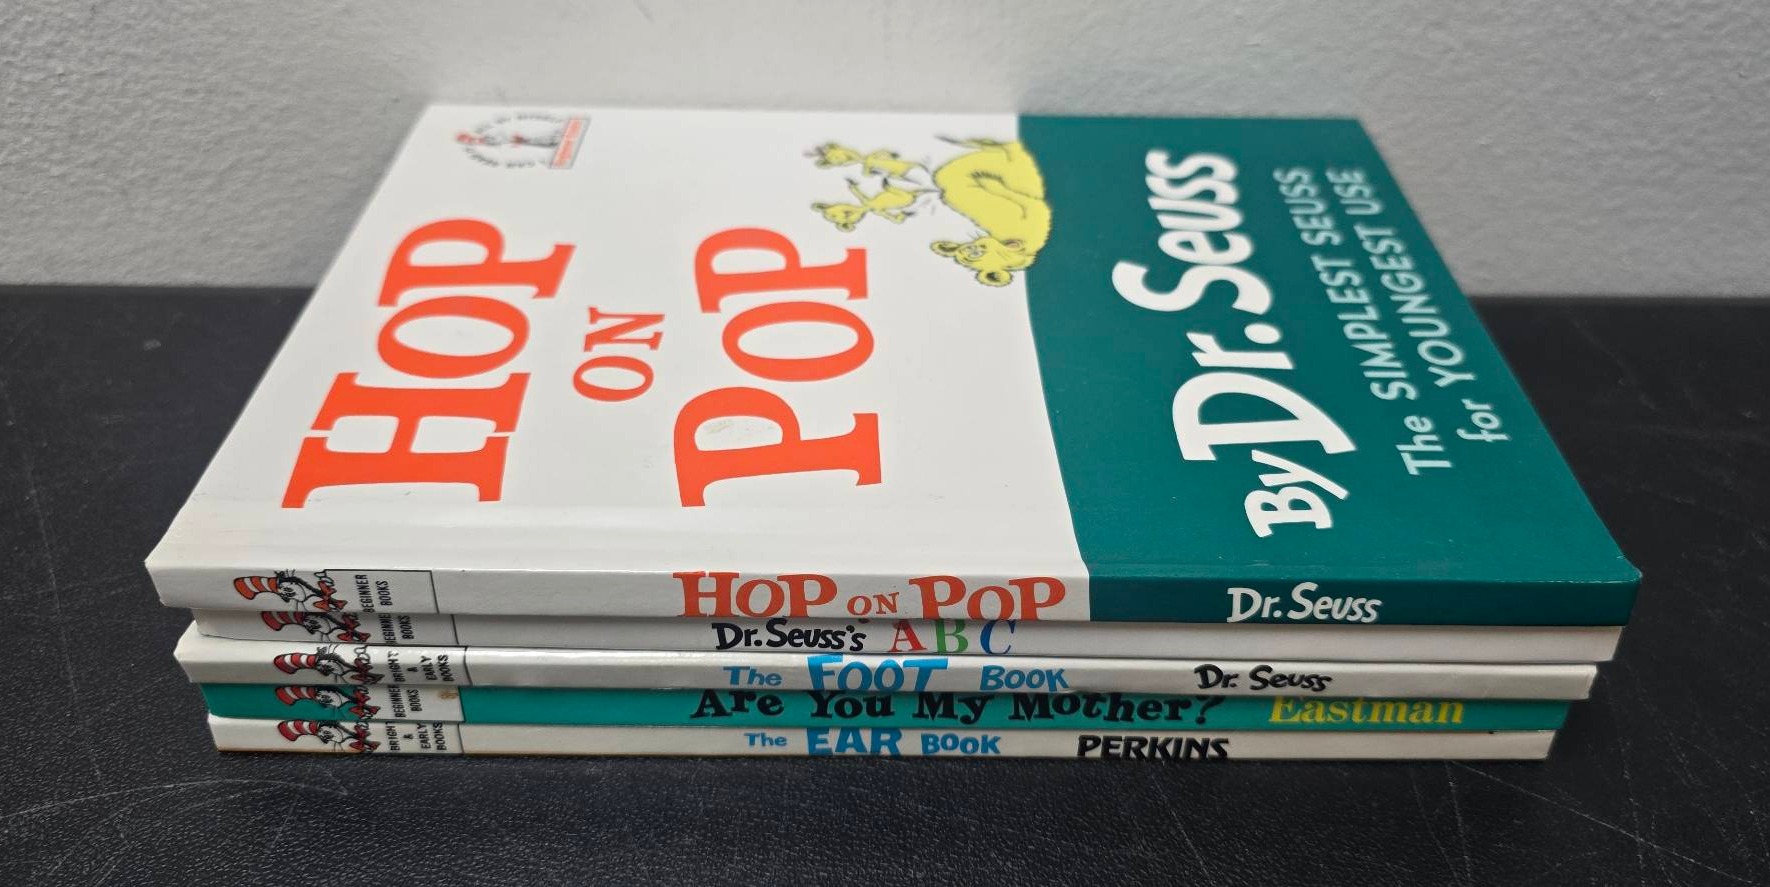 HOP
ON
POP
By Dr. Seuss
The SIMPLEST SEUSS
for YOUNGEST USE
BEGINNER
BOOKS
HOP ON POP
Dr. Seuss
BEGINNER
BOOKS
Dr. Seuss's ABC
BRIGHT
&
EARLY
BOOKS
The FOOT BOOK
Dr. Seuss
BEGINNER
BOOKS
Are You My Mother?
Eastman
BRIGHT
&
EARLY
BOOKS
The EAR BOOK
PERKINS